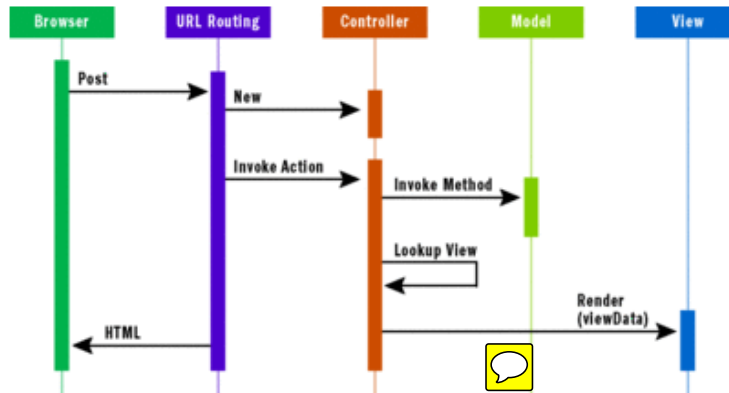 Browser
URL Routing
Controller
Model
View
Post
New
Invoke Action
Invoke Method
Lookup View
Render
(viewData)
HTML